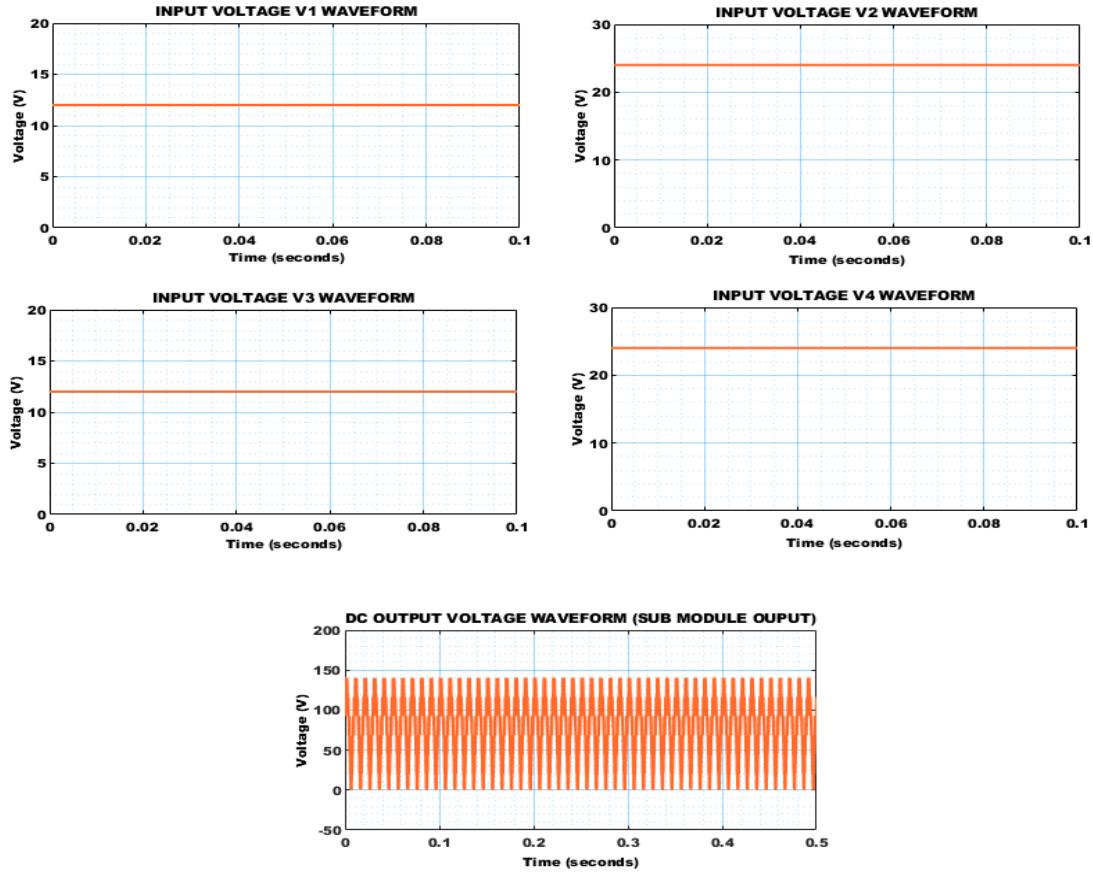 INPUT VOLTAGE V1 WAVEFORM
20
15
10
5
0
Voltage (V)
0 0.02 0.04 0.06 0.08 0.1
Time (seconds)
INPUT VOLTAGE V2 WAVEFORM
30
20
10
0
Voltage (V)
0 0.02 0.04 0.06 0.08 0.1
Time (seconds)
INPUT VOLTAGE V3 WAVEFORM
20
15
10
5
0
Voltage (V)
0 0.02 0.04 0.06 0.08 0.1
Time (seconds)
INPUT VOLTAGE V4 WAVEFORM
30
20
10
0
Voltage (V)
0 0.02 0.04 0.06 0.08 0.1
Time (seconds)
DC OUTPUT VOLTAGE WAVEFORM (SUB MODULE OUPUT)
200
150
100
50
0
-50
Voltage (V)
0 0.1 0.2 0.3 0.4 0.5
Time (seconds)